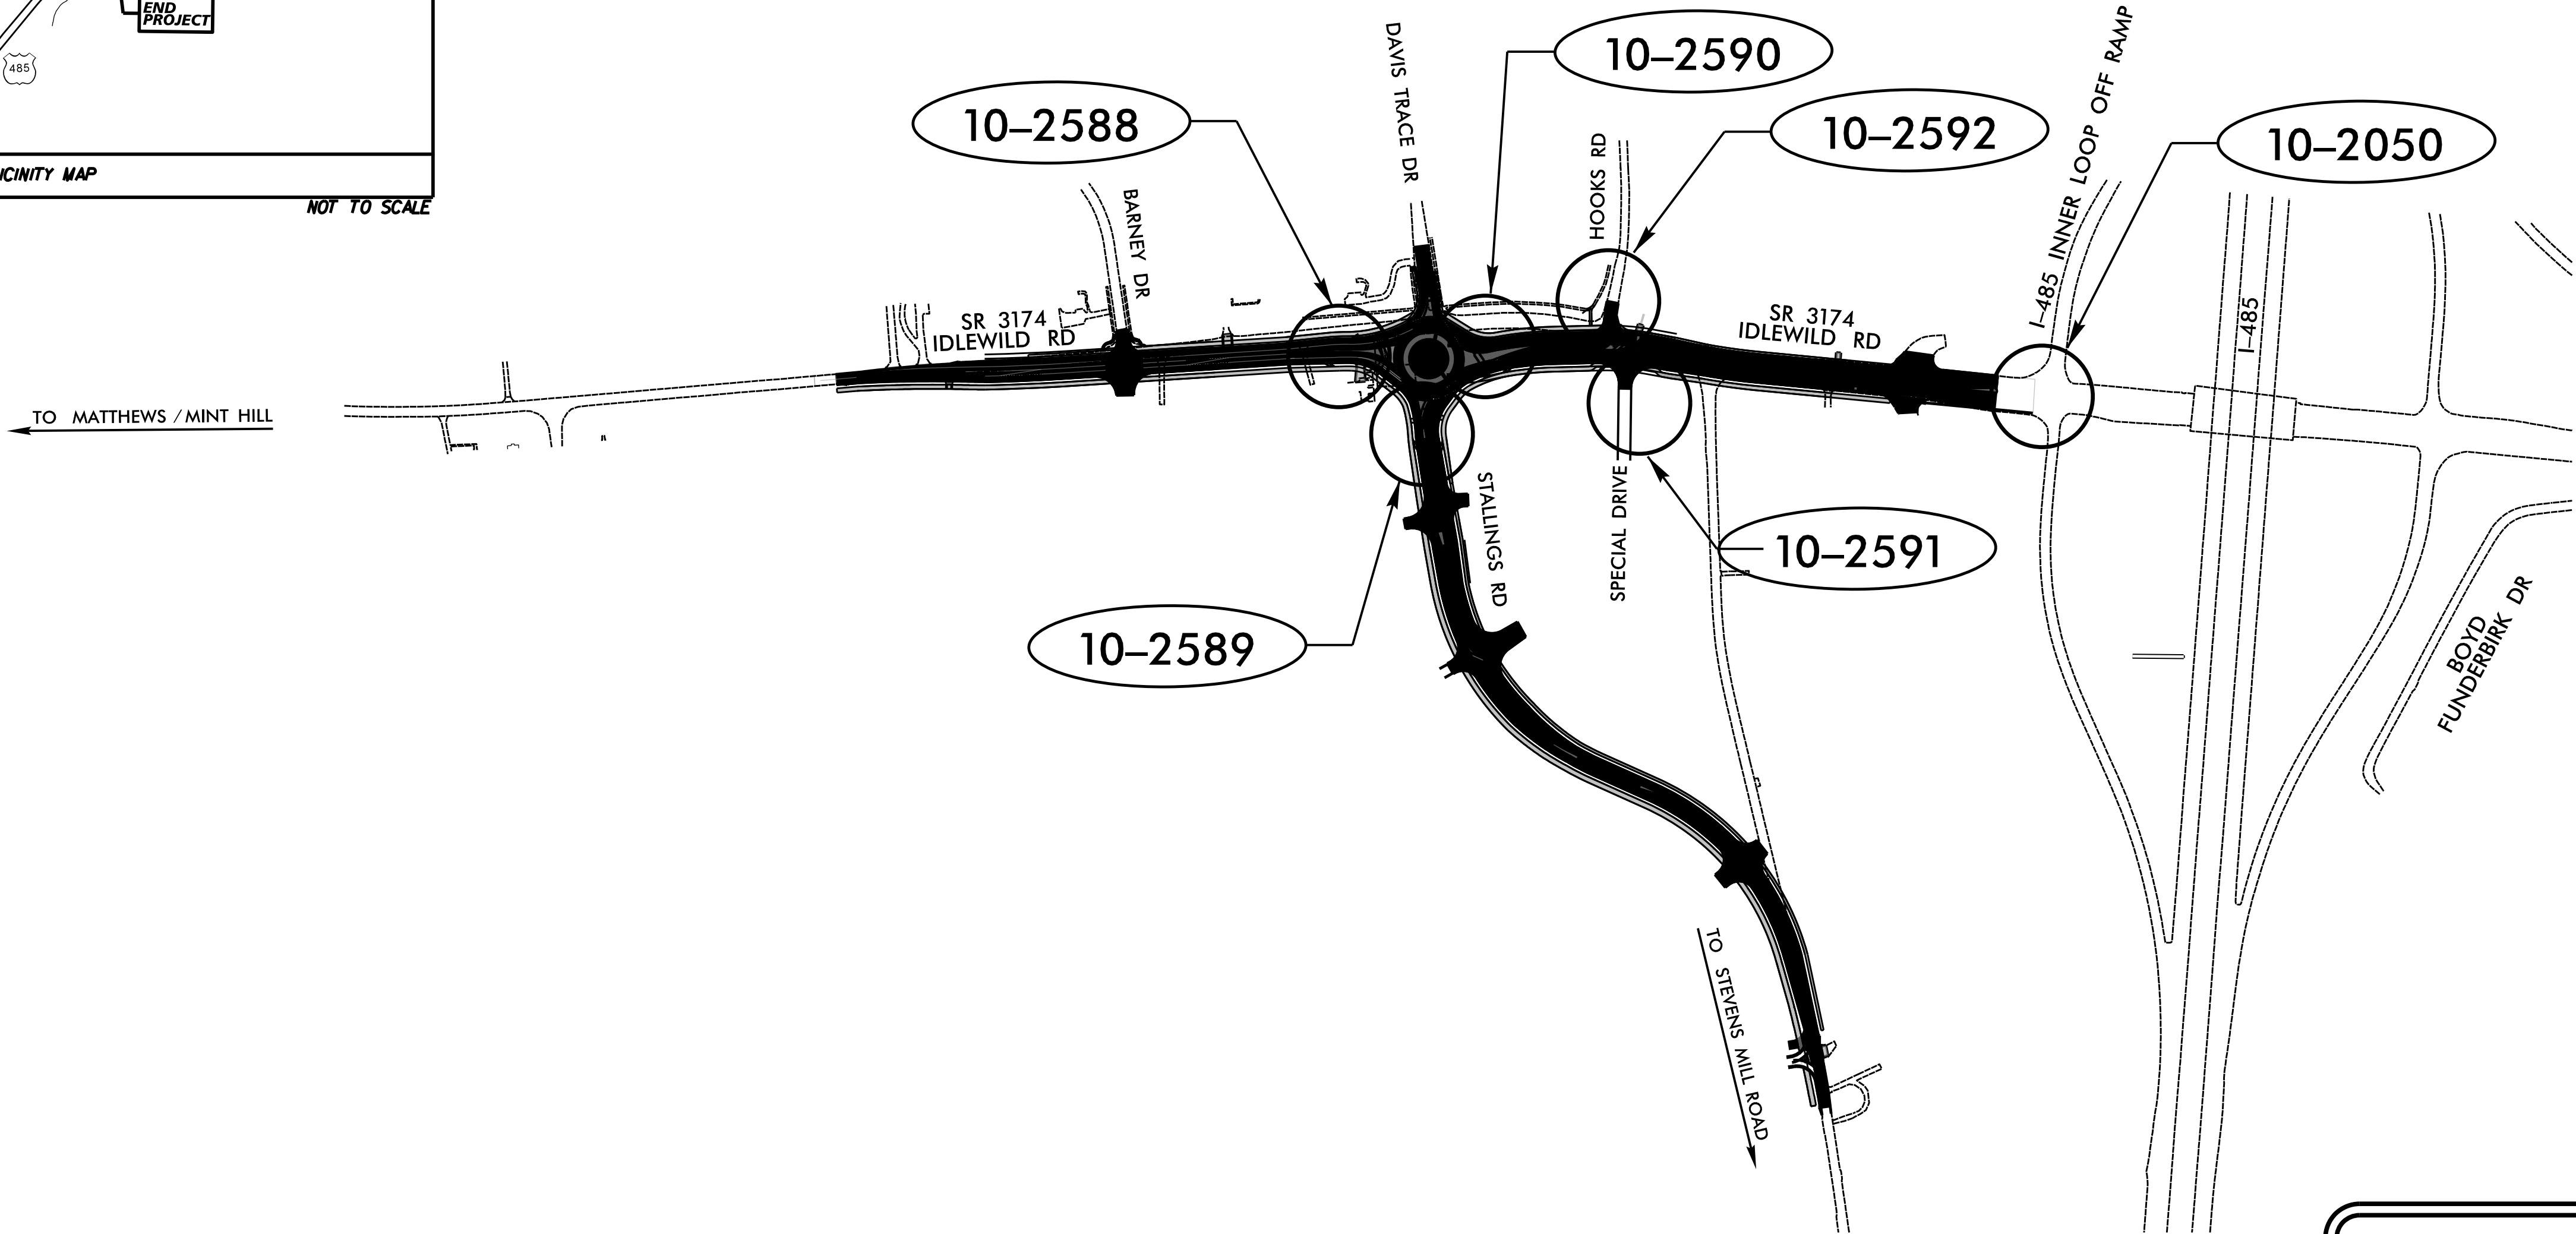 END
PROJECT
485
ICINITY MAP
NOT TO SCALE
10–2588
10–2590
10–2592
10–2050
DAVIS TRACE DR
HOOKS RD
BARNEY DR
I–485 INNER LOOP OFF RAMP
I–485
SR 3174
IDLEWILD RD
SR 3174
IDLEWILD RD
TO MATTHEWS / MINT HILL
STALLINGS RD
SPECIAL DRIVE
10–2591
10–2589
BOYD
FUNDERBIRK DR
TO STEVENS MILL ROAD